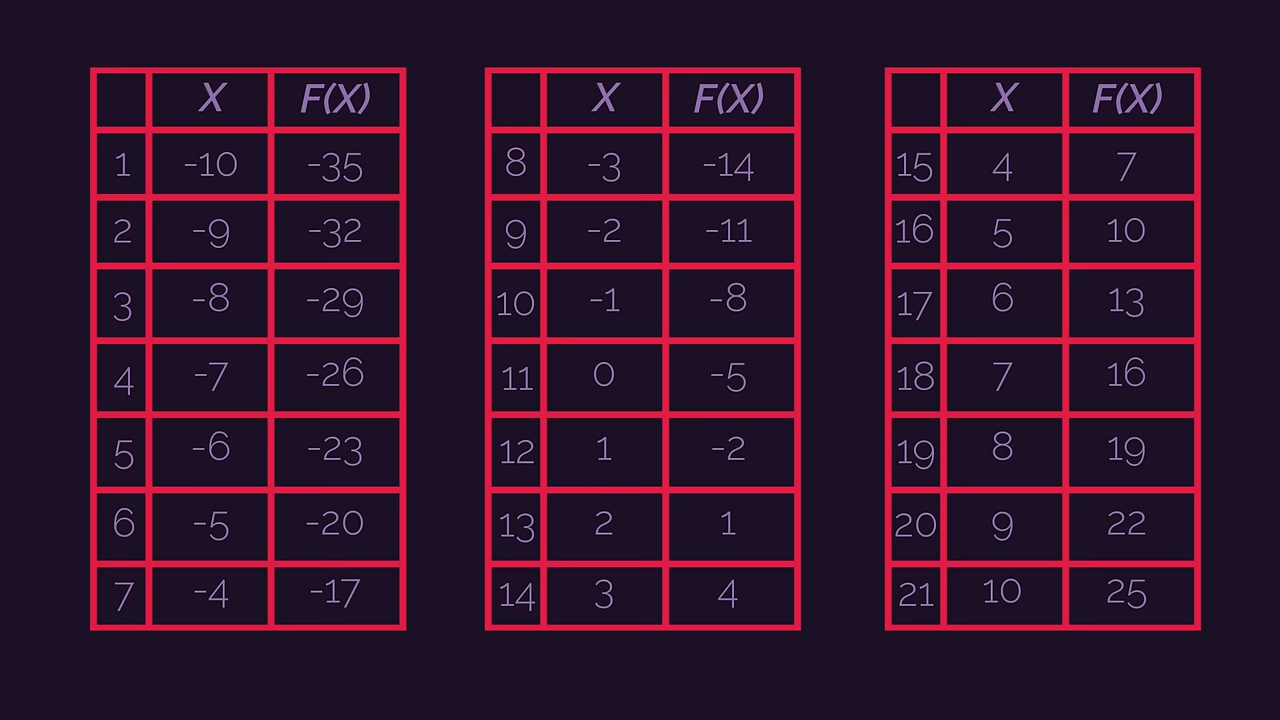 X F(X)
1 -10 -35
2 -9 -32
3 -8 -29
4 -7 -26
5 -6 -23
6 -5 -20
7 -4 -17
X F(X)
8 -3 -14
9 -2 -11
10 -1 -8
11 0 -5
12 1 -2
13 2 1
14 3 4
X F(X)
15 4 7
16 5 10
17 6 13
18 7 16
19 8 19
20 9 22
21 10 25